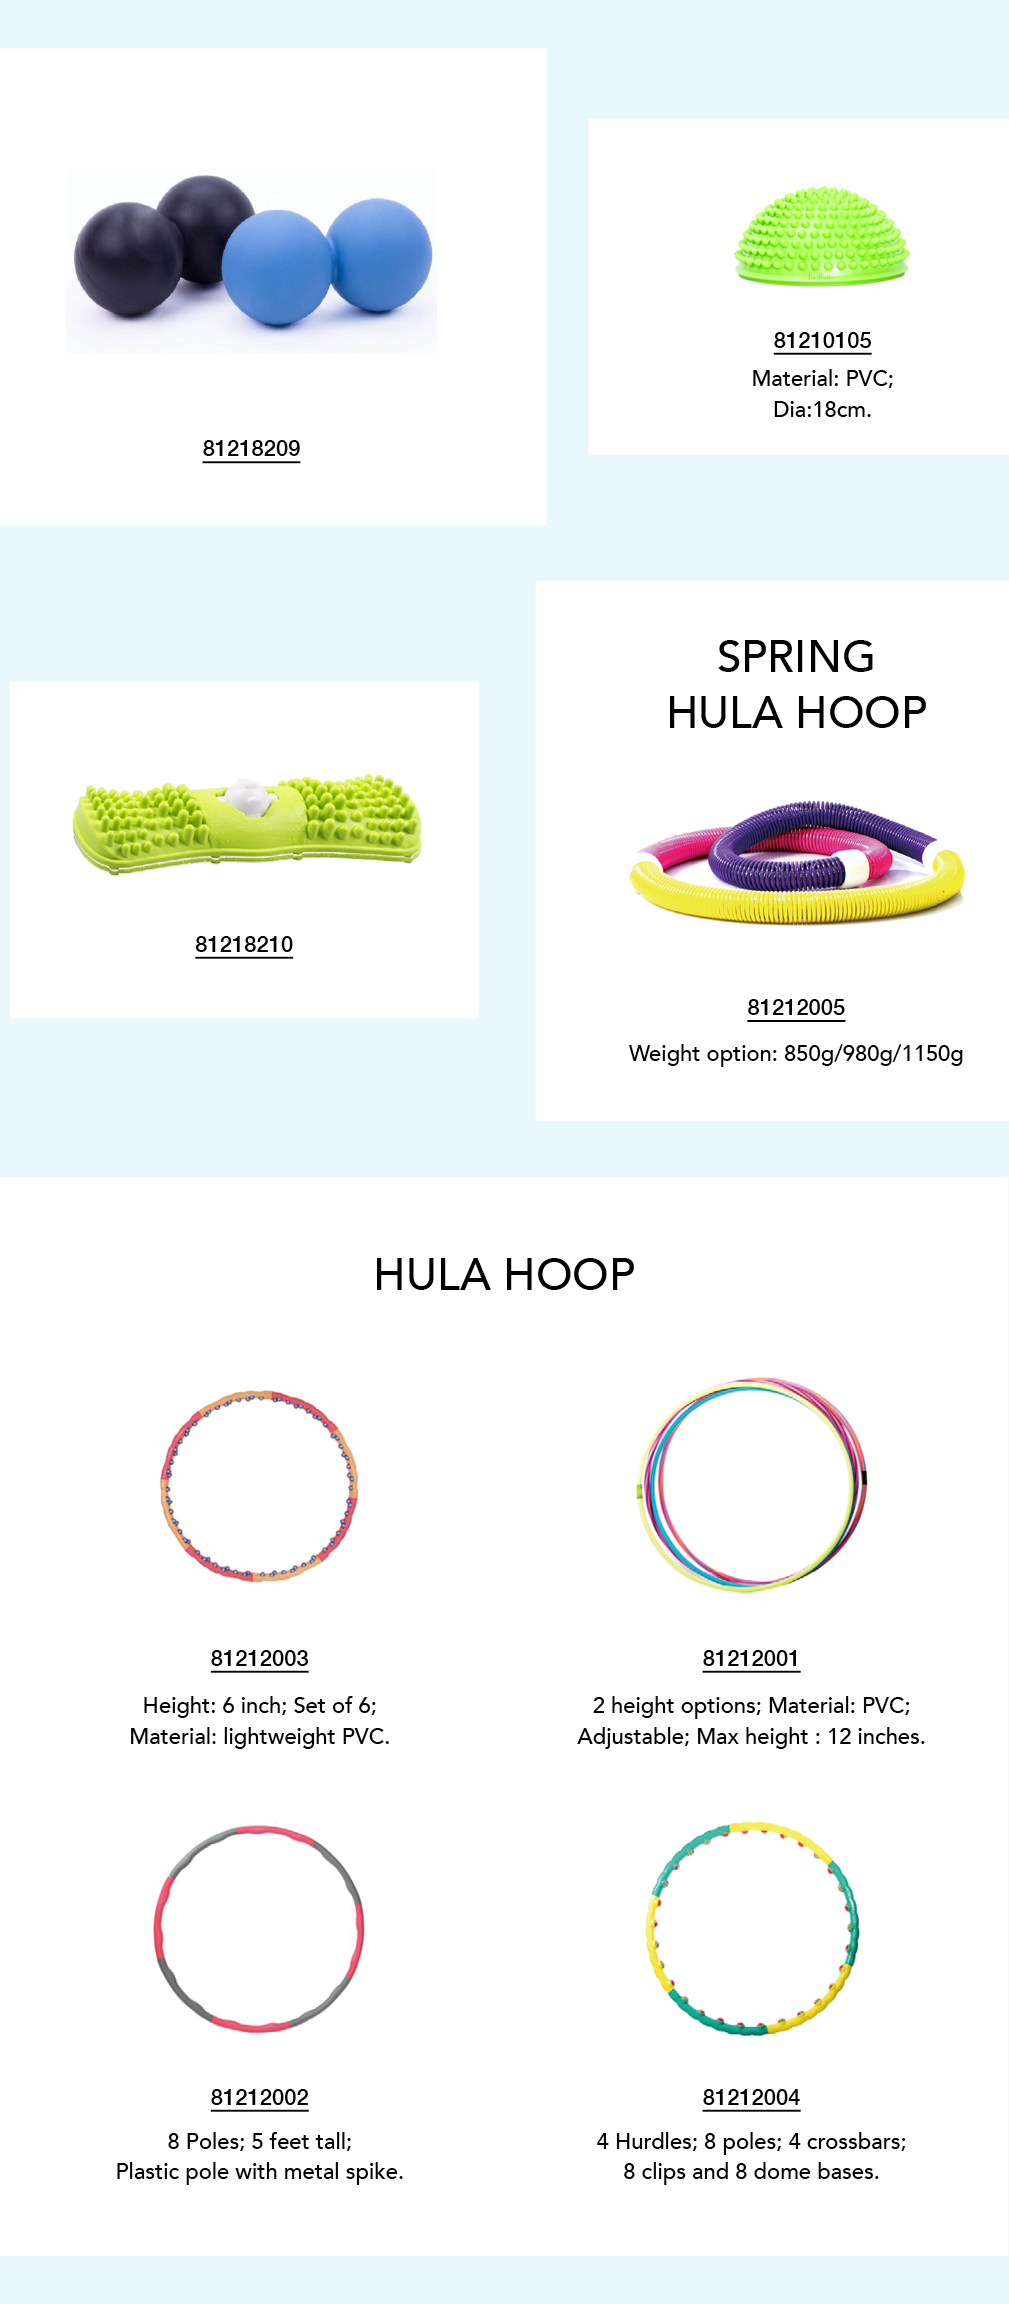 81218209
81210105
Material: PVC;
Dia:18cm.
SPRING
HULA HOOP
81218210
81212005
Weight option: 850g/980g/1150g
HULA HOOP
81212003
Height: 6 inch; Set of 6;
Material: lightweight PVC.
81212001
2 height options; Material: PVC;
Adjustable; Max height : 12 inches.
81212002
8 Poles; 5 feet tall;
Plastic pole with metal spike.
81212004
4 Hurdles; 8 poles; 4 crossbars;
8 clips and 8 dome bases.